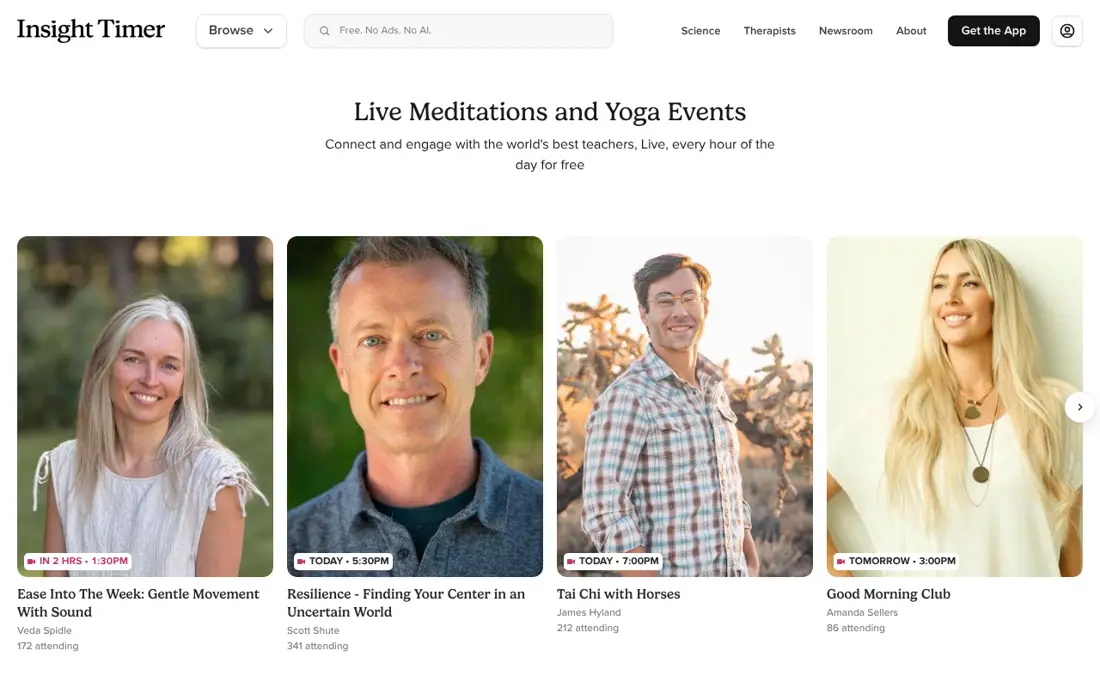 Insight Timer
Browse
Free. No Ads. No AI.
Science
Therapists
Newsroom
About
Get the App
Live Meditations and Yoga Events
Connect and engage with the world's best teachers, Live, every hour of the
day for free
IN 2 HRS • 1:30PM
Ease Into The Week: Gentle Movement
With Sound
Veda Spidle
172 attending
TODAY • 5:30PM
Resilience - Finding Your Center in an
Uncertain World
Scott Shute
341 attending
TODAY • 7:00PM
Tai Chi with Horses
James Hyland
212 attending
TOMORROW • 3:00PM
Good Morning Club
Amanda Sellers
86 attending